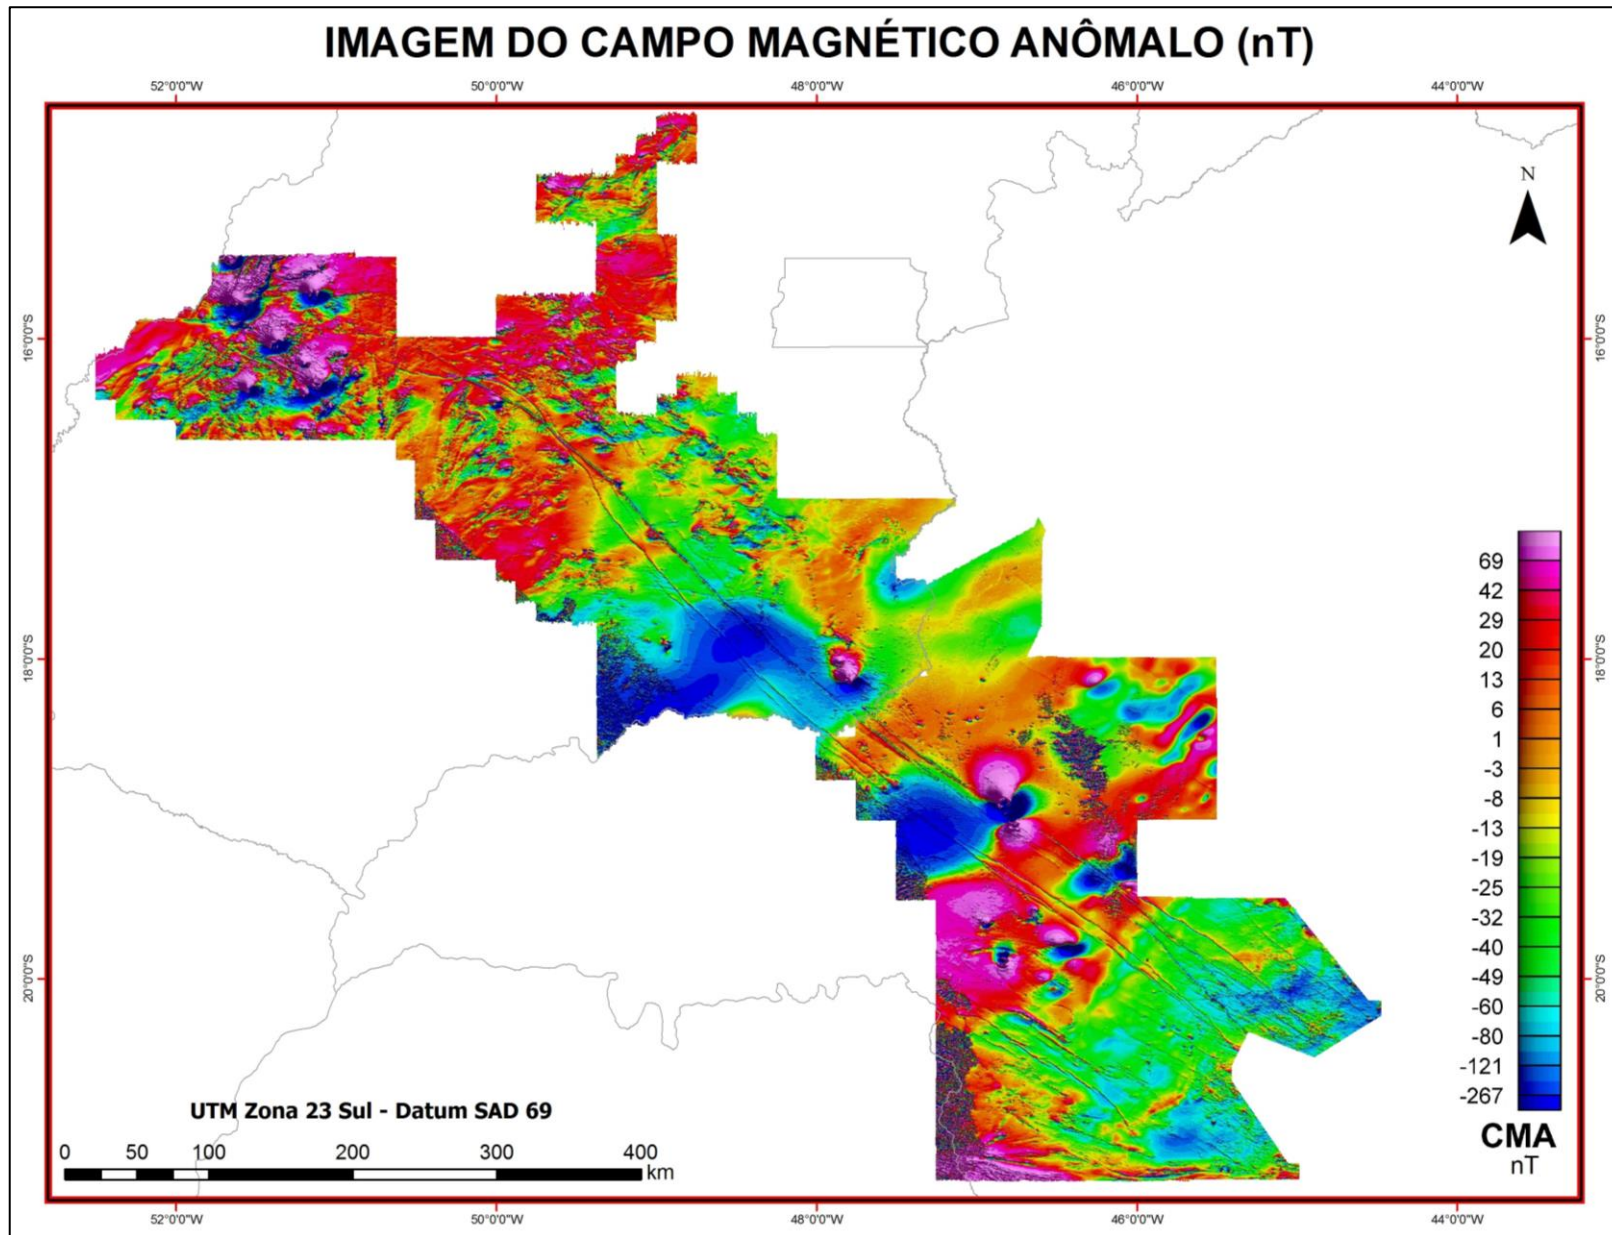 IMAGEM DO CAMPO MAGNÉTICO ANÔMALO (nT)
52°0'0"W 50°0'0"W 48°0'0"W 46°0'0"W 44°0'0"W
N
16°0'0"S 16°0'0"S
69
42
29
20
18°0'0"S 13 18°0'0"S
6
1
-3
-8
-13
-19
-25
-32
-40
20°0'0"S -49 20°0'0"S
-60
-80
-121
-267
UTM Zona 23 Sul - Datum SAD 69
CMA
nT
0 50 100 200 300 400
km
52°0'0"W 50°0'0"W 48°0'0"W 46°0'0"W 44°0'0"W